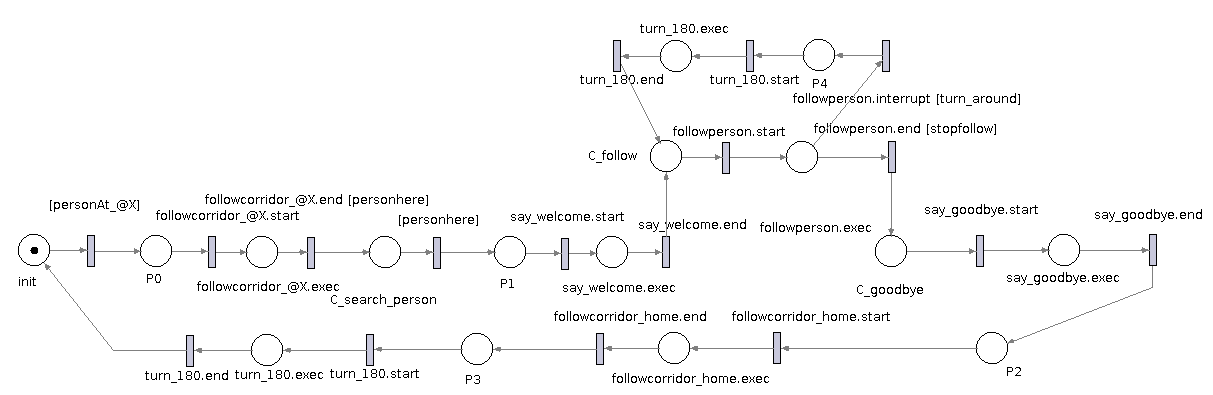 turn_180.exec
turn_180.end
turn_180.start
P4
followperson.interrupt [turn_around]
followperson.start
followperson.end [stopfollow]
C_follow
followcorridor_@X.end [personhere]
[personAt_@X]
followcorridor_@X.start
[personhere]
say_welcome.start
say_welcome.end
followperson.exec
say_goodbye.start
say_goodbye.end
init
P0
followcorridor_@X.exec
C_search_person
P1
say_welcome.exec
C_goodbye
say_goodbye.exec
followcorridor_home.end
followcorridor_home.start
turn_180.end
turn_180.exec
turn_180.start
P3
followcorridor_home.exec
P2